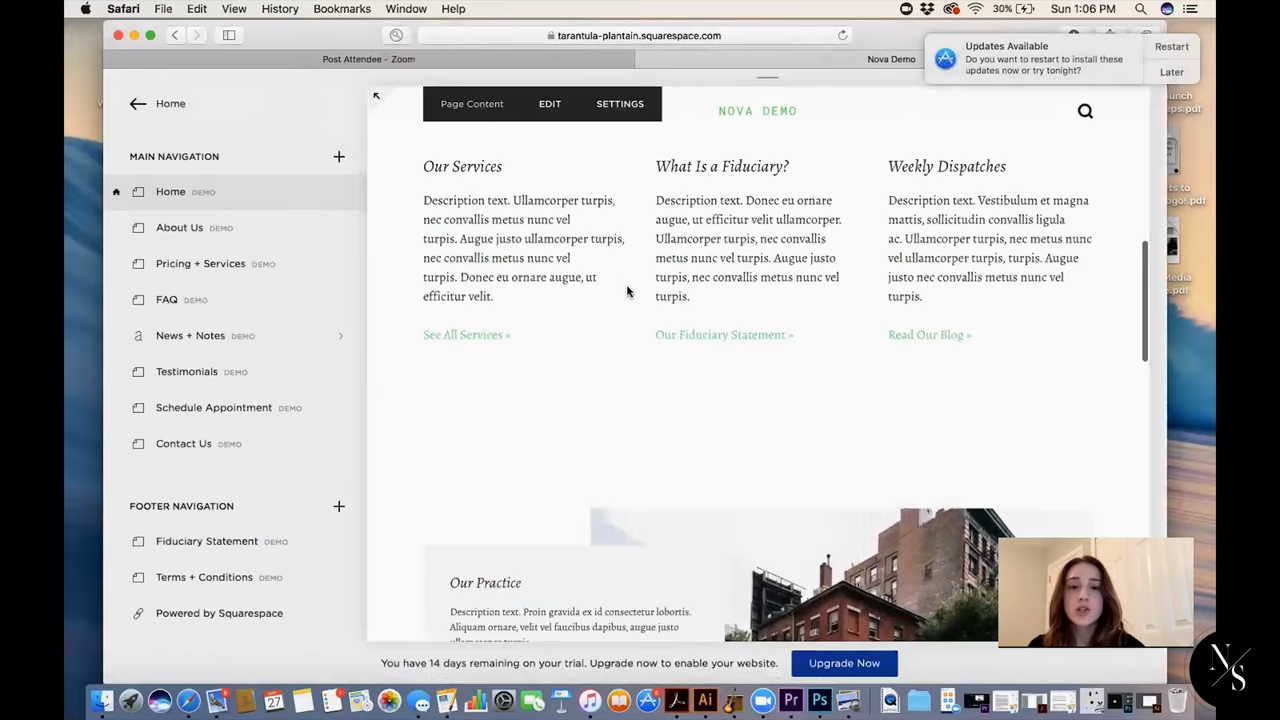 Safari File Edit View History Bookmarks Window Help
30% Sun 1:06 PM
tarantula-plantain.squarespace.com
Post Attendee - Zoom
Nova Demo
Updates Available
Do you want to restart to install these
updates now or try tonight?
Restart
Later
Home
MAIN NAVIGATION
Home DEMO
About Us DEMO
Pricing + Services DEMO
FAQ DEMO
News + Notes DEMO
Testimonials DEMO
Schedule Appointment DEMO
Contact Us DEMO
FOOTER NAVIGATION
Fiduciary Statement DEMO
Terms + Conditions DEMO
Powered by Squarespace
Page Content EDIT SETTINGS
NOVA DEMO
Our Services
Description text. Ullamcorper turpis,
nec convallis metus nunc vel
turpis. Augue justo ullamcorper turpis,
nec convallis metus nunc vel
turpis. Donec eu ornare augue, ut
efficitur velit.
See All Services »
What Is a Fiduciary?
Description text. Donec eu ornare
augue, ut efficitur velit ullamcorper.
Ullamcorper turpis, nec convallis
metus nunc vel turpis. Augue justo
turpis, nec convallis metus nunc vel
turpis.
Our Fiduciary Statement »
Weekly Dispatches
Description text. Vestibulum et magna
mattis, sollicitudin convallis ligula
ac. Ullamcorper turpis, nec metus nunc
vel ullamcorper turpis, turpis. Augue
justo nec convallis metus nunc vel
turpis.
Read Our Blog »
Our Practice
Description text. Proin gravida ex id consectetur lobortis.
Aliquam ornare, velit vel faucibus dapibus, augue justo
You have 14 days remaining on your trial. Upgrade now to enable your website.
Upgrade Now
.pdf
27
Ai
Pr
Ps
N/S